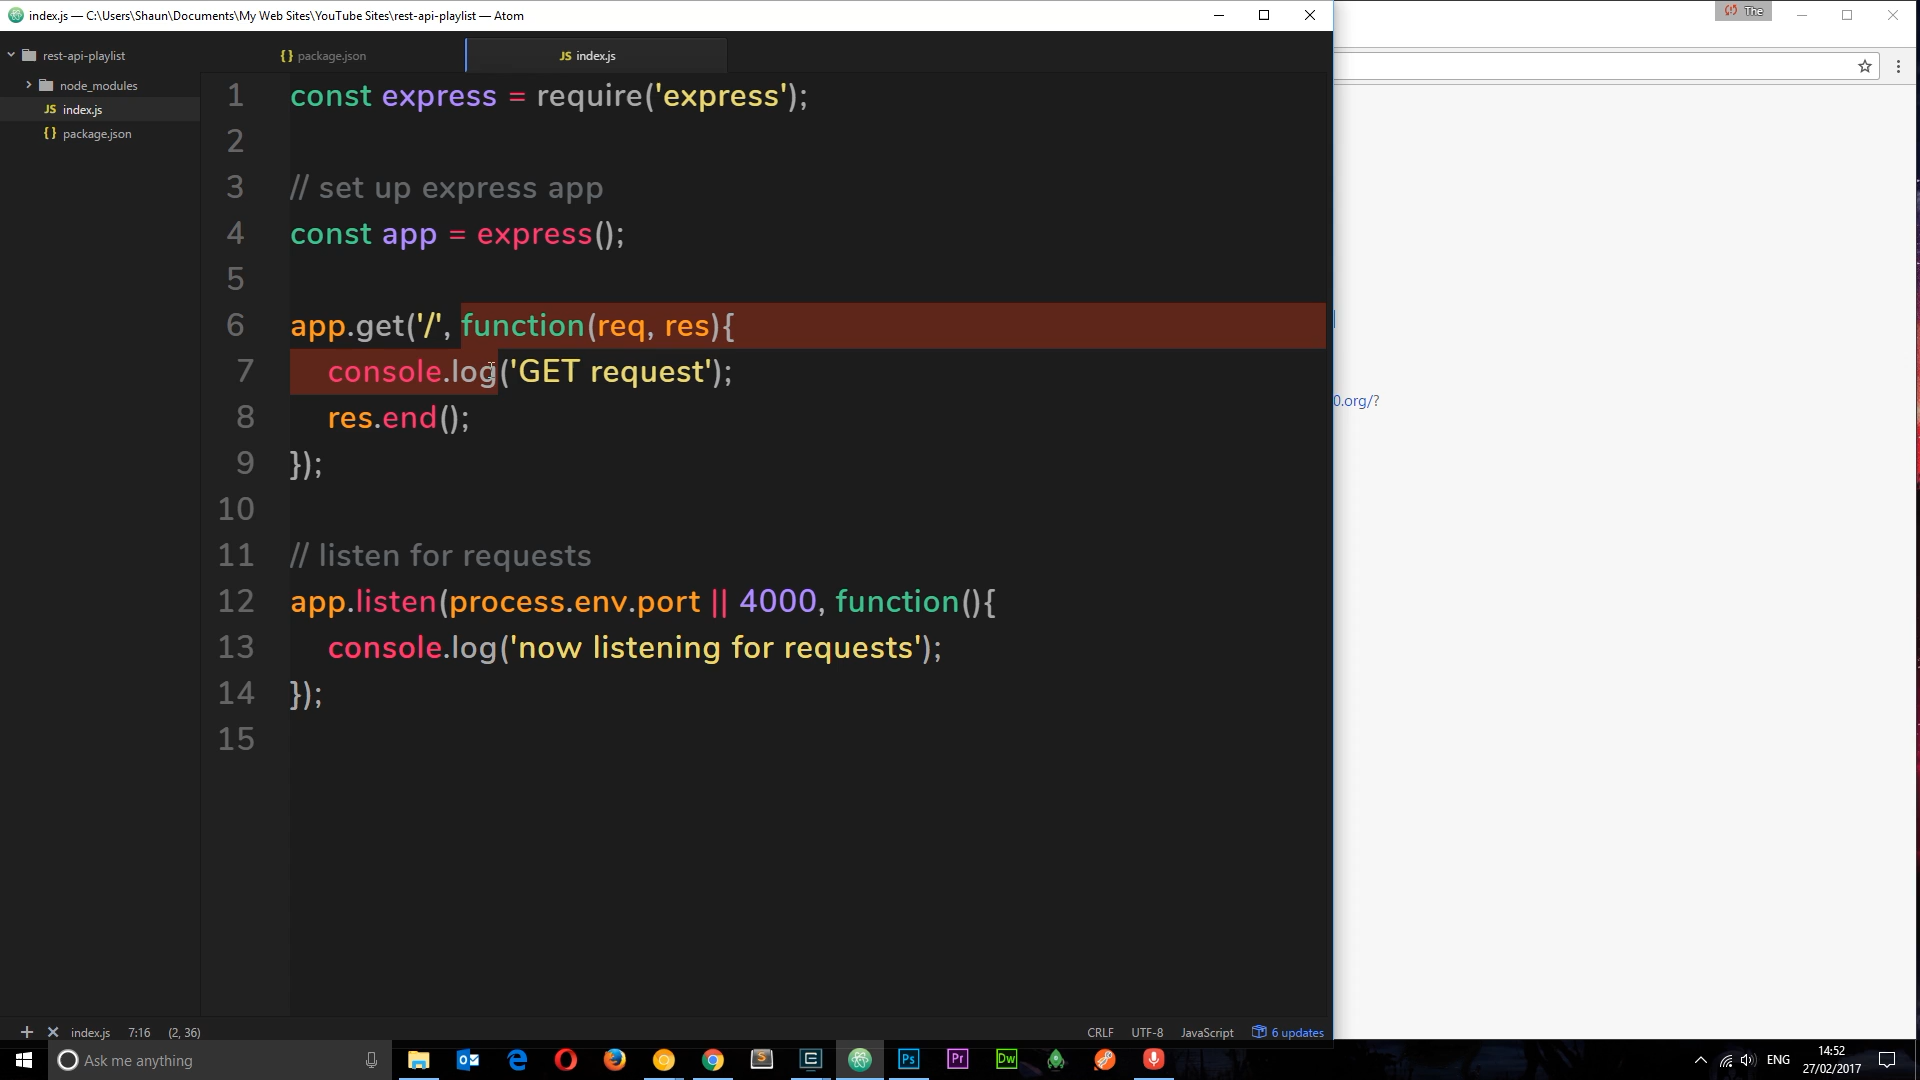 index.js — C:\Users\Shaun\Documents\My Web Sites\YouTube Sites\rest-api-playlist — Atom
The
rest-api-playlist
{} package.json
JS index.js
node_modules
JS index.js
{} package.json
1 const express = require('express');
2
3 // set up express app
4 const app = express();
5
6 app.get('/', function(req, res){
7 console.log('GET request');
8 res.end();
9 });
10
11 // listen for requests
12 app.listen(process.env.port || 4000, function(){
13 console.log('now listening for requests');
14 });
15
0.org/?
index.js 7:16 (2, 36)
CRLF UTF-8 JavaScript 6 updates
Ask me anything
S
Ps
Pr
Dw
ENG
14:52
27/02/2017